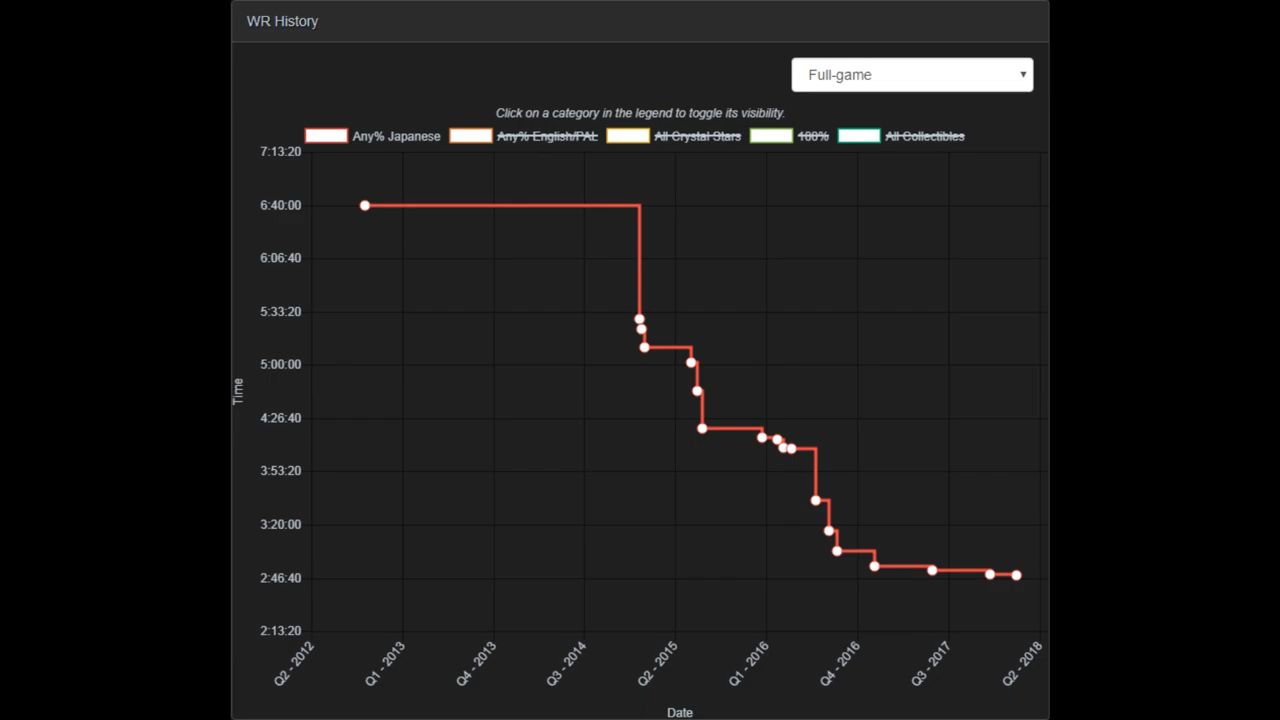 WR History
Full-game
Click on a category in the legend to toggle its visibility.
Any% Japanese Any% English/PAL All Crystal Stars 100% All Collectibles
7:13:20
6:40:00
6:06:40
5:33:20
5:00:00
4:26:40
3:53:20
3:20:00
2:46:40
2:13:20
Time
Q2 - 2012 Q1 - 2013 Q4 - 2013 Q3 - 2014 Q2 - 2015 Q1 - 2016 Q4 - 2016 Q3 - 2017 Q2 - 2018
Date